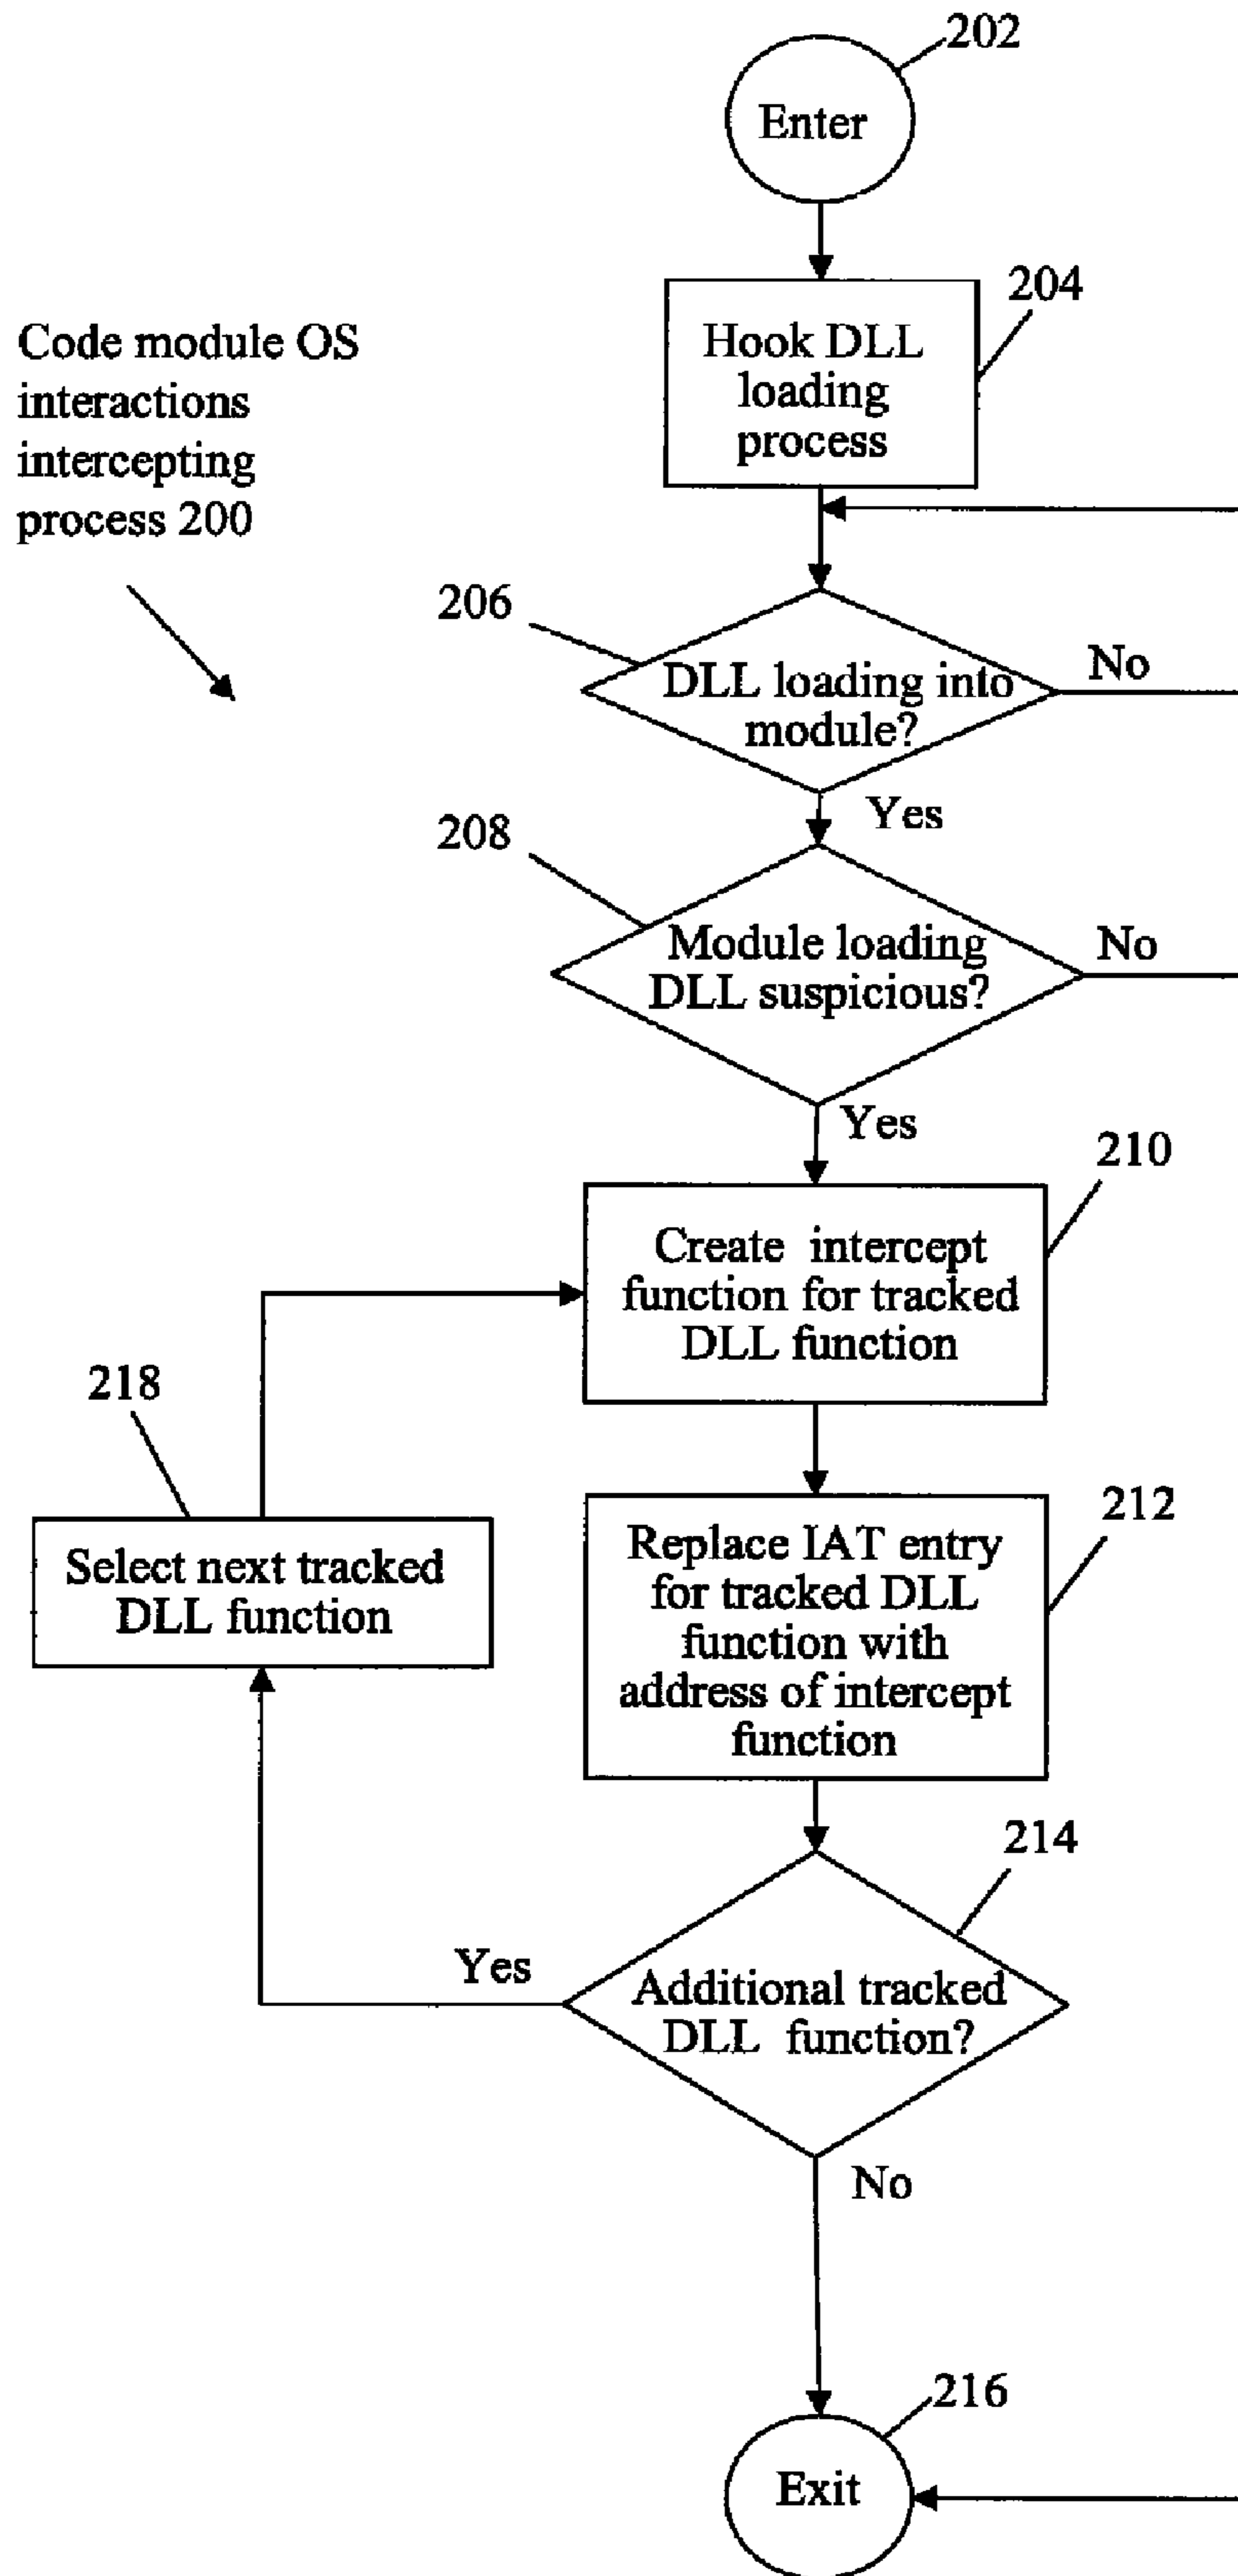 202
Enter
204
Hook DLL
loading
process
Code module OS
interactions
intercepting
process 200
206
DLL loading into
module?
No
Yes
208
Module loading
DLL suspicious?
No
Yes
210
Create intercept
function for tracked
DLL function
218
Select next tracked
DLL function
212
Replace IAT entry
for tracked DLL
function with
address of intercept
function
214
Yes
Additional tracked
DLL function?
No
216
Exit